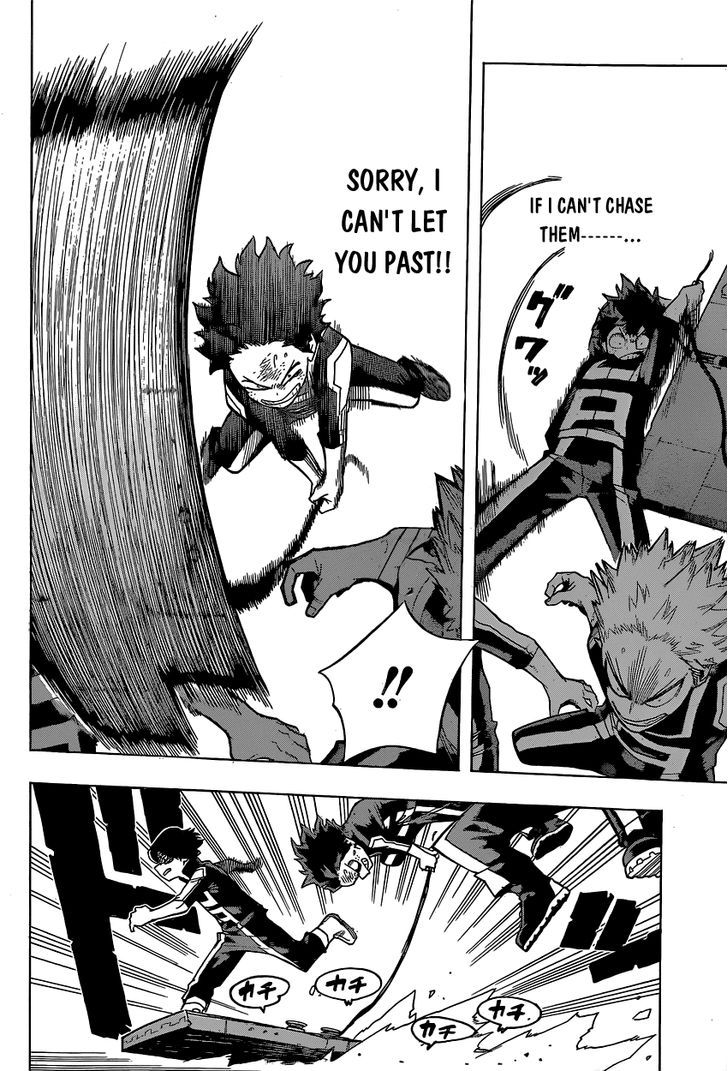 IF I CAN'T CHASE
THEM------...
グワッ
SORRY, I
CAN'T LET
YOU PAST!!
!!
カチ
カチ
カチ
カチ